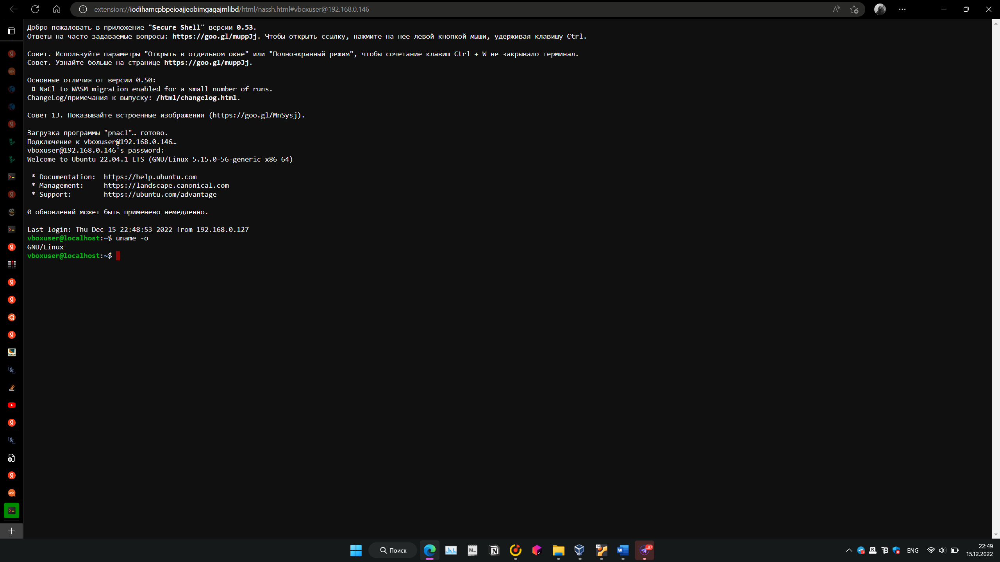 extension://iodihamcpbpeioajjeobimgagajmlibd/html/nassh.html#vboxuser@192.168.0.146
Добро пожаловать в приложение "Secure Shell" версии 0.53.
Ответы на часто задаваемые вопросы: https://goo.gl/muppJj. Чтобы открыть ссылку, нажмите на нее левой кнопкой мыши, удерживая клавишу Ctrl.
Совет. Используйте параметры "Открыть в отдельном окне" или "Полноэкранный режим", чтобы сочетание клавиш Ctrl + W не закрывало терминал.
Совет. Узнайте больше на странице https://goo.gl/muppJj.
Основные отличия от версии 0.50:
¤ NaCl to WASM migration enabled for a small number of runs.
ChangeLog/примечания к выпуску: /html/changelog.html.
Совет 13. Показывайте встроенные изображения (https://goo.gl/MnSysj).
Загрузка программы "pnacl"… готово.
Подключение к vboxuser@192.168.0.146…
vboxuser@192.168.0.146's password:
Welcome to Ubuntu 22.04.1 LTS (GNU/Linux 5.15.0-56-generic x86_64)
* Documentation:  https://help.ubuntu.com
* Management:     https://landscape.canonical.com
* Support:        https://ubuntu.com/advantage
0 обновлений может быть применено немедленно.
Last login: Thu Dec 15 22:48:53 2022 from 192.168.0.127
vboxuser@localhost:~$ uname -o
GNU/Linux
vboxuser@localhost:~$
Поиск
..87
ENG
22:49
15.12.2022